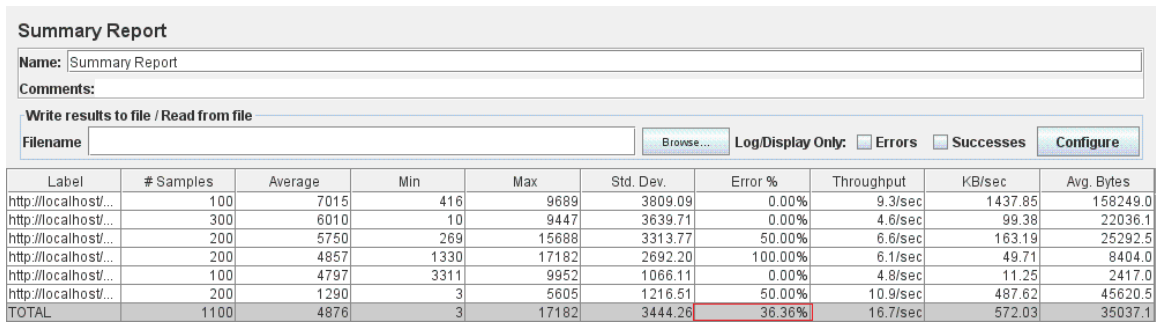 Summary Report
Name: Summary Report
Comments:
Write results to file / Read from file
Filename Browse... Log/Display Only: Errors Successes Configure
Label # Samples Average Min Max Std. Dev. Error % Throughput KB/sec Avg. Bytes
http://localhost/... 100 7015 416 9689 3809.09 0.00% 9.3/sec 1437.85 158249.0
http://localhost/... 300 6010 10 9447 3639.71 0.00% 4.6/sec 99.38 22036.1
http://localhost/... 200 5750 269 15688 3313.77 50.00% 6.6/sec 163.19 25292.5
http://localhost/... 200 4857 1330 17182 2692.20 100.00% 6.1/sec 49.71 8404.0
http://localhost/... 100 4797 3311 9952 1066.11 0.00% 4.8/sec 11.25 2417.0
http://localhost/... 200 1290 3 5605 1216.51 50.00% 10.9/sec 487.62 45620.5
TOTAL 1100 4876 3 17182 3444.26 36.36% 16.7/sec 572.03 35037.1